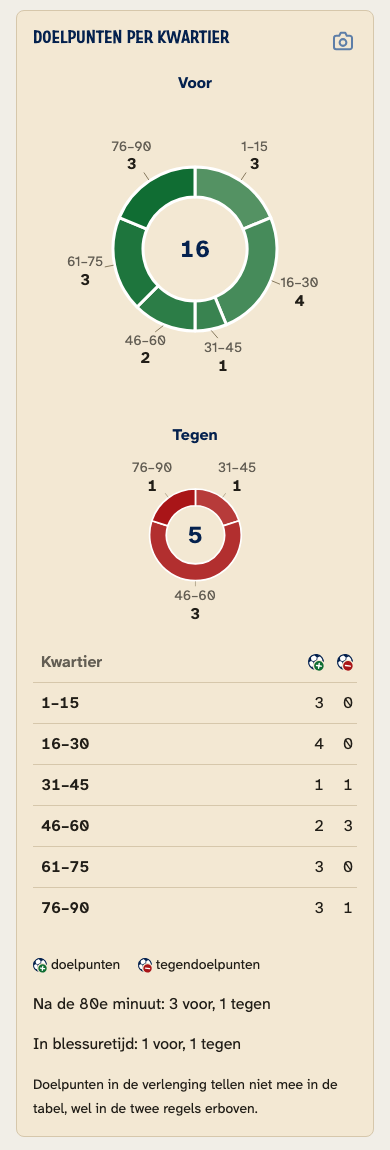 DOELPUNTEN PER KWARTIER
Voor
76–90
3
1–15
3
61–75
3
16
16–30
4
46–60
2
31–45
1
Tegen
76–90
1
31–45
1
5
46–60
3
Kwartier
1–15 3 0
16–30 4 0
31–45 1 1
46–60 2 3
61–75 3 0
76–90 3 1
doelpunten tegendoelpunten
Na de 80e minuut: 3 voor, 1 tegen
In blessuretijd: 1 voor, 1 tegen
Doelpunten in de verlenging tellen niet mee in de
tabel, wel in de twee regels erboven.